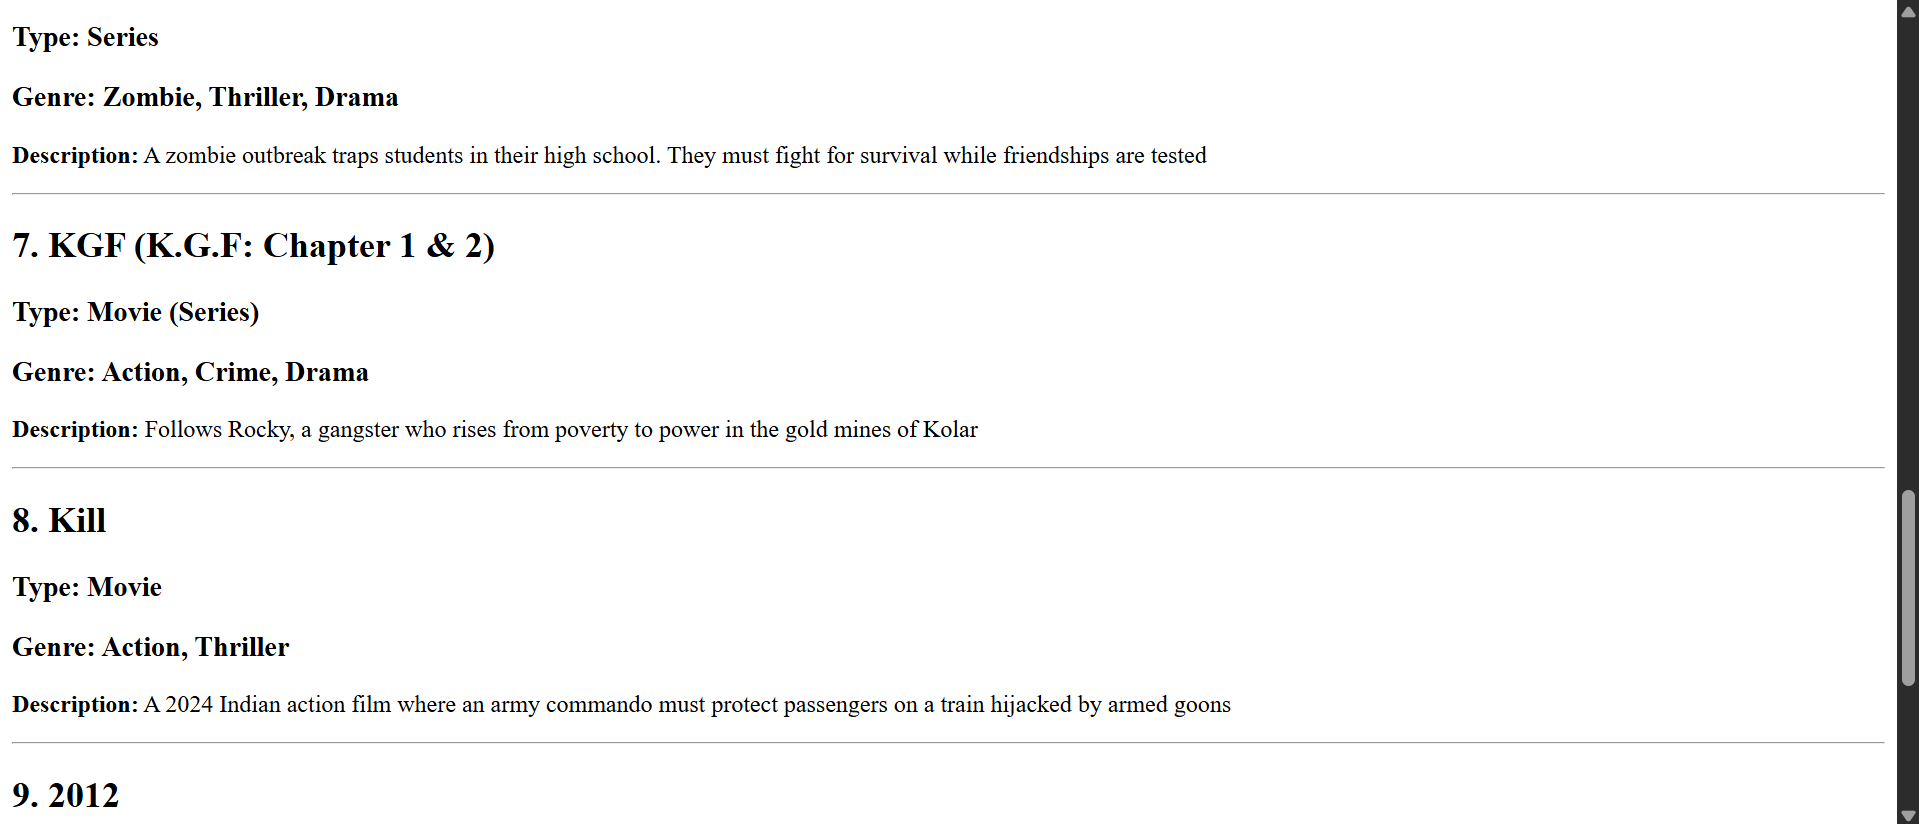 Type: Series
Genre: Zombie, Thriller, Drama
Description: A zombie outbreak traps students in their high school. They must fight for survival while friendships are tested
7. KGF (K.G.F: Chapter 1 & 2)
Type: Movie (Series)
Genre: Action, Crime, Drama
Description: Follows Rocky, a gangster who rises from poverty to power in the gold mines of Kolar
8. Kill
Type: Movie
Genre: Action, Thriller
Description: A 2024 Indian action film where an army commando must protect passengers on a train hijacked by armed goons
9. 2012